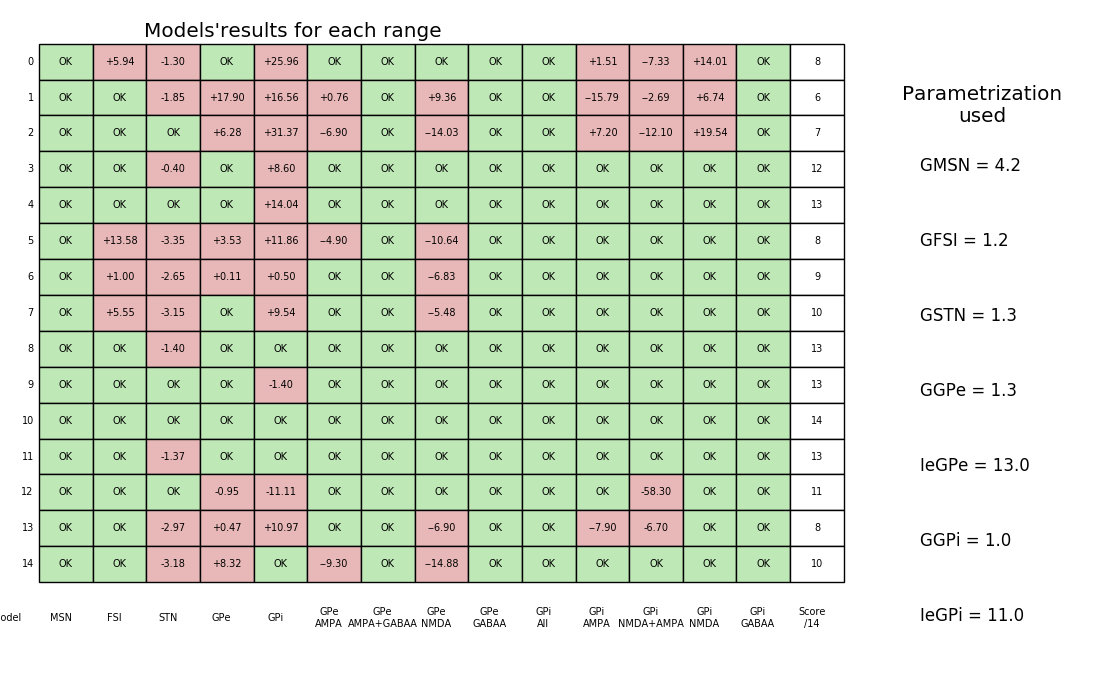 Models'results for each range
0 OK +5.94 -1.30 OK +25.96 OK OK OK OK OK +1.51 −7.33 +14.01 OK 8
1 OK OK -1.85 +17.90 +16.56 +0.76 OK +9.36 OK OK −15.79 −2.69 +6.74 OK 6
2 OK OK OK +6.28 +31.37 −6.90 OK −14.03 OK OK +7.20 −12.10 +19.54 OK 7
3 OK OK -0.40 OK +8.60 OK OK OK OK OK OK OK OK OK 12
4 OK OK OK OK +14.04 OK OK OK OK OK OK OK OK OK 13
5 OK +13.58 -3.35 +3.53 +11.86 −4.90 OK −10.64 OK OK OK OK OK OK 8
6 OK +1.00 -2.65 +0.11 +0.50 OK OK −6.83 OK OK OK OK OK OK 9
7 OK +5.55 -3.15 OK +9.54 OK OK −5.48 OK OK OK OK OK OK 10
8 OK OK -1.40 OK OK OK OK OK OK OK OK OK OK OK 13
9 OK OK OK OK -1.40 OK OK OK OK OK OK OK OK OK 13
10 OK OK OK OK OK OK OK OK OK OK OK OK OK OK 14
11 OK OK -1.37 OK OK OK OK OK OK OK OK OK OK OK 13
12 OK OK OK -0.95 -11.11 OK OK OK OK OK OK -58.30 OK OK 11
13 OK OK -2.97 +0.47 +10.97 OK OK −6.90 OK OK −7.90 -6.70 OK OK 8
14 OK OK -3.18 +8.32 OK −9.30 OK −14.88 OK OK OK OK OK OK 10
odel MSN FSI STN GPe GPi GPe AMPA GPe AMPA+GABAA GPe NMDA GPe GABAA GPi All GPi AMPA GPi NMDA+AMPA GPi NMDA GPi GABAA Score /14
Parametrization
used
GMSN = 4.2
GFSI = 1.2
GSTN = 1.3
GGPe = 1.3
IeGPe = 13.0
GGPi = 1.0
IeGPi = 11.0